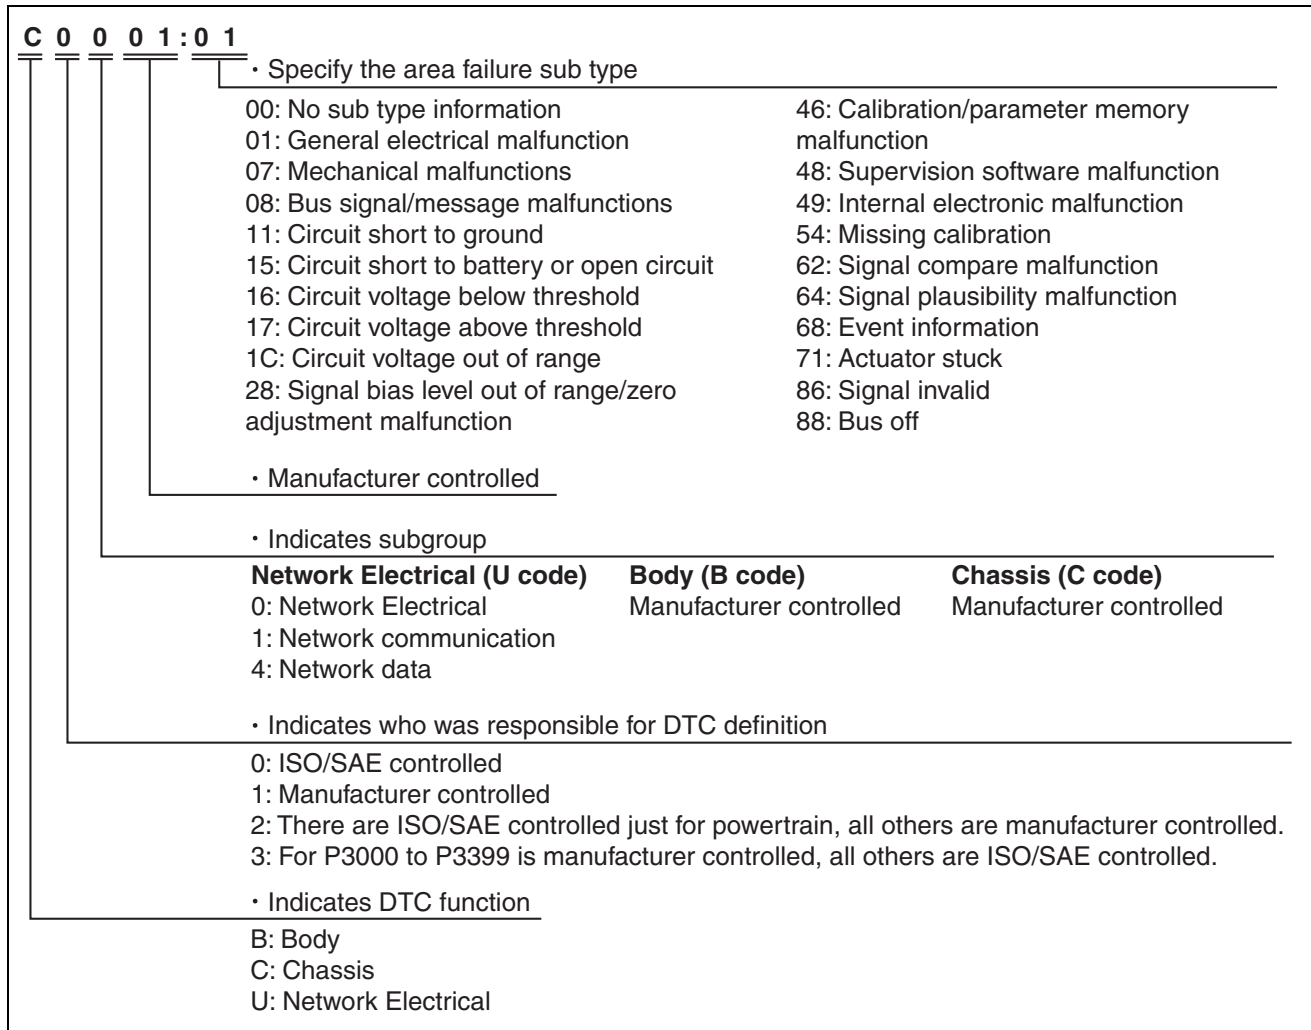 C 0 0 0 1 : 0 1
・Specify the area failure sub type
00: No sub type information
01: General electrical malfunction
07: Mechanical malfunctions
08: Bus signal/message malfunctions
11: Circuit short to ground
15: Circuit short to battery or open circuit
16: Circuit voltage below threshold
17: Circuit voltage above threshold
1C: Circuit voltage out of range
28: Signal bias level out of range/zero
adjustment malfunction
46: Calibration/parameter memory
malfunction
48: Supervision software malfunction
49: Internal electronic malfunction
54: Missing calibration
62: Signal compare malfunction
64: Signal plausibility malfunction
68: Event information
71: Actuator stuck
86: Signal invalid
88: Bus off
・Manufacturer controlled
・Indicates subgroup
Network Electrical (U code)
0: Network Electrical
1: Network communication
4: Network data
Body (B code)
Manufacturer controlled
Chassis (C code)
Manufacturer controlled
・Indicates who was responsible for DTC definition
0: ISO/SAE controlled
1: Manufacturer controlled
2: There are ISO/SAE controlled just for powertrain, all others are manufacturer controlled.
3: For P3000 to P3399 is manufacturer controlled, all others are ISO/SAE controlled.
・Indicates DTC function
B: Body
C: Chassis
U: Network Electrical